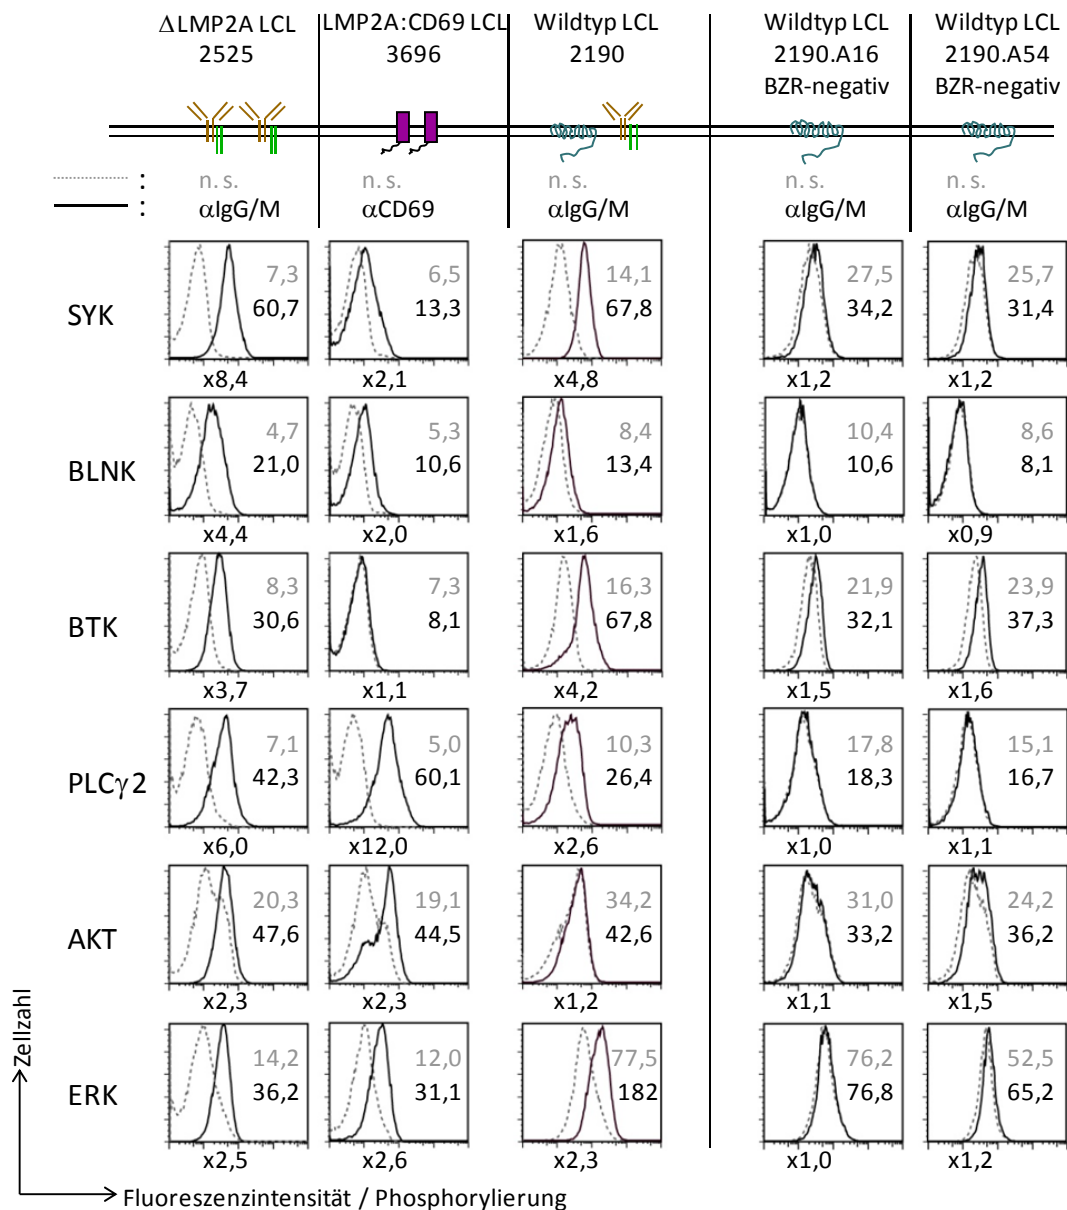 ΔLMP2A LCL LMP2A:CD69 LCL Wildtyp LCL Wildtyp LCL Wildtyp LCL
2525 3696 2190 2190.A16 2190.A54
BZR-negativ BZR-negativ
: n. s. n. s. n. s. n. s. n. s.
: αIgG/M αCD69 αIgG/M αIgG/M αIgG/M
7,3 6,5 14,1 27,5 25,7
SYK 60,7 13,3 67,8 34,2 31,4
x8,4 x2,1 x4,8 x1,2 x1,2
4,7 5,3 8,4 10,4 8,6
BLNK 21,0 10,6 13,4 10,6 8,1
x4,4 x2,0 x1,6 x1,0 x0,9
8,3 7,3 16,3 21,9 23,9
BTK 30,6 8,1 67,8 32,1 37,3
x3,7 x1,1 x4,2 x1,5 x1,6
7,1 5,0 10,3 17,8 15,1
PLCγ2 42,3 60,1 26,4 18,3 16,7
x6,0 x12,0 x2,6 x1,0 x1,1
20,3 19,1 34,2 31,0 24,2
AKT 47,6 44,5 42,6 33,2 36,2
x2,3 x2,3 x1,2 x1,1 x1,5
14,2 12,0 77,5 76,2 52,5
ERK 36,2 31,1 182 76,8 65,2
x2,5 x2,6 x2,3 x1,0 x1,2
Zellzahl
Fluoreszenzintensität / Phosphorylierung